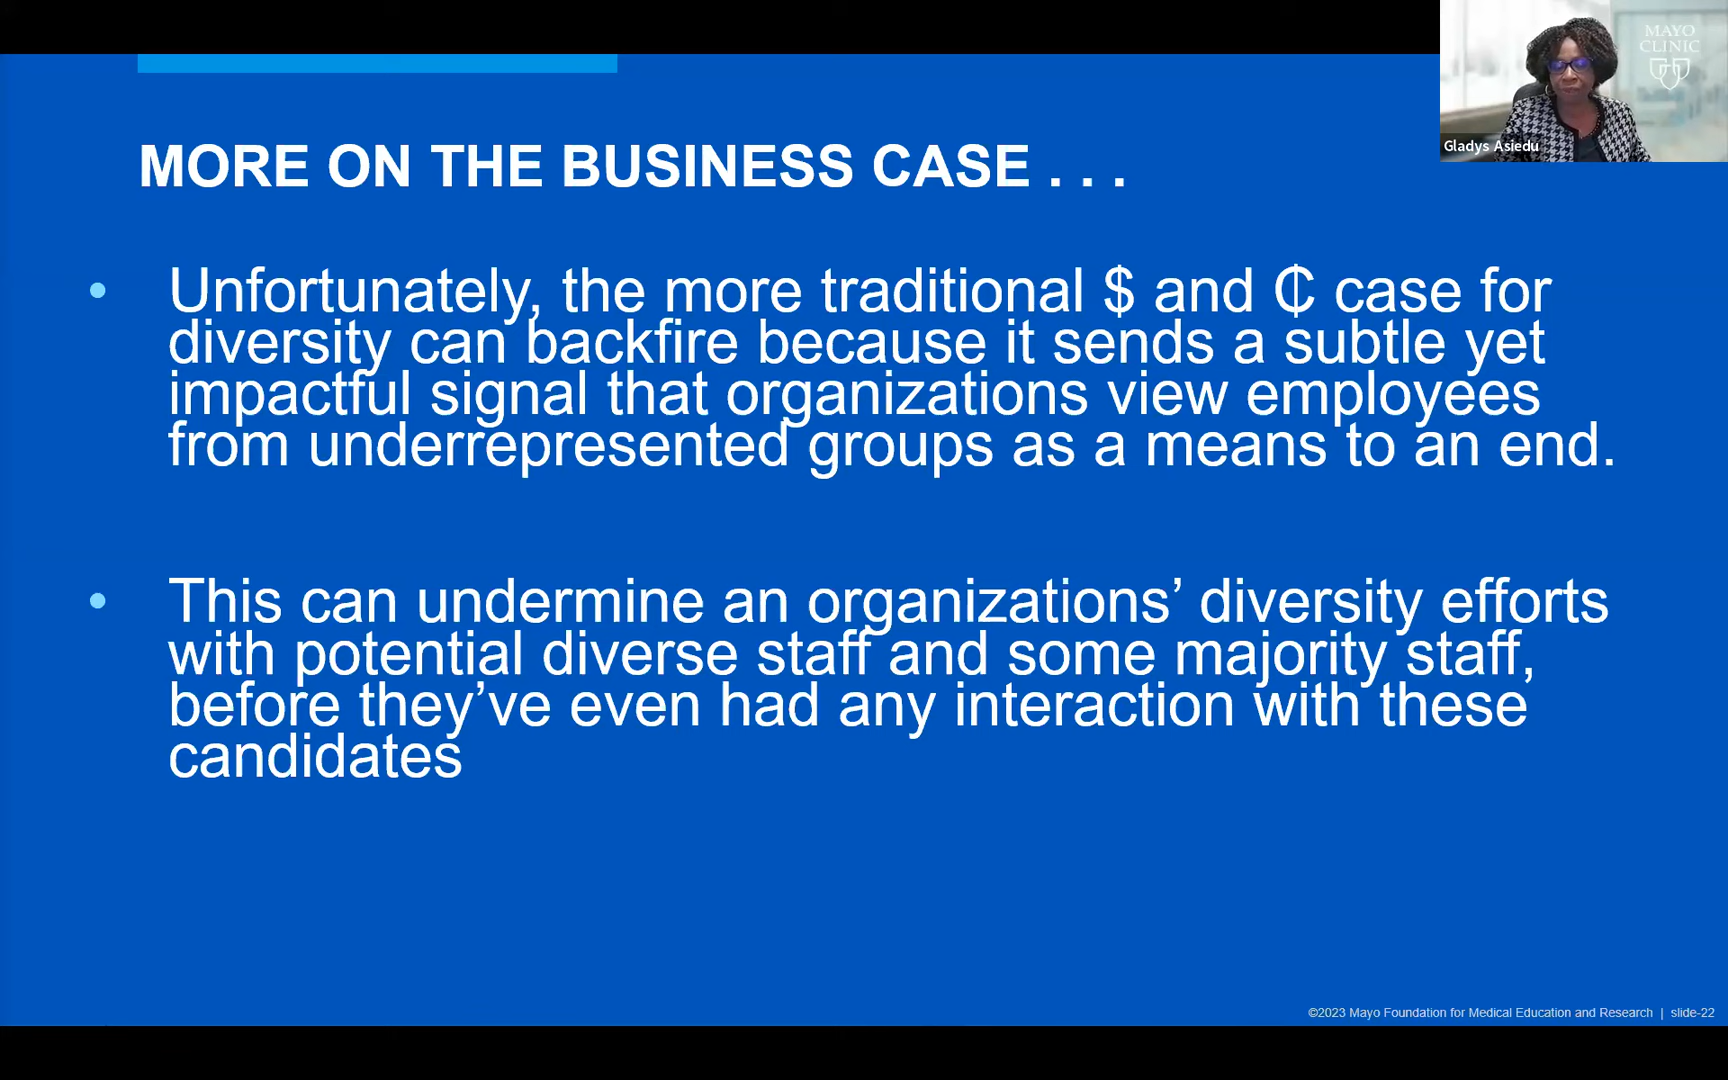 MAYO
CLINIC
Gladys Asiedu
MORE ON THE BUSINESS CASE . . .
• Unfortunately, the more traditional $ and ₵ case for
diversity can backfire because it sends a subtle yet
impactful signal that organizations view employees
from underrepresented groups as a means to an end.
• This can undermine an organizations’ diversity efforts
with potential diverse staff and some majority staff,
before they’ve even had any interaction with these
candidates
©2023 Mayo Foundation for Medical Education and Research | slide-22